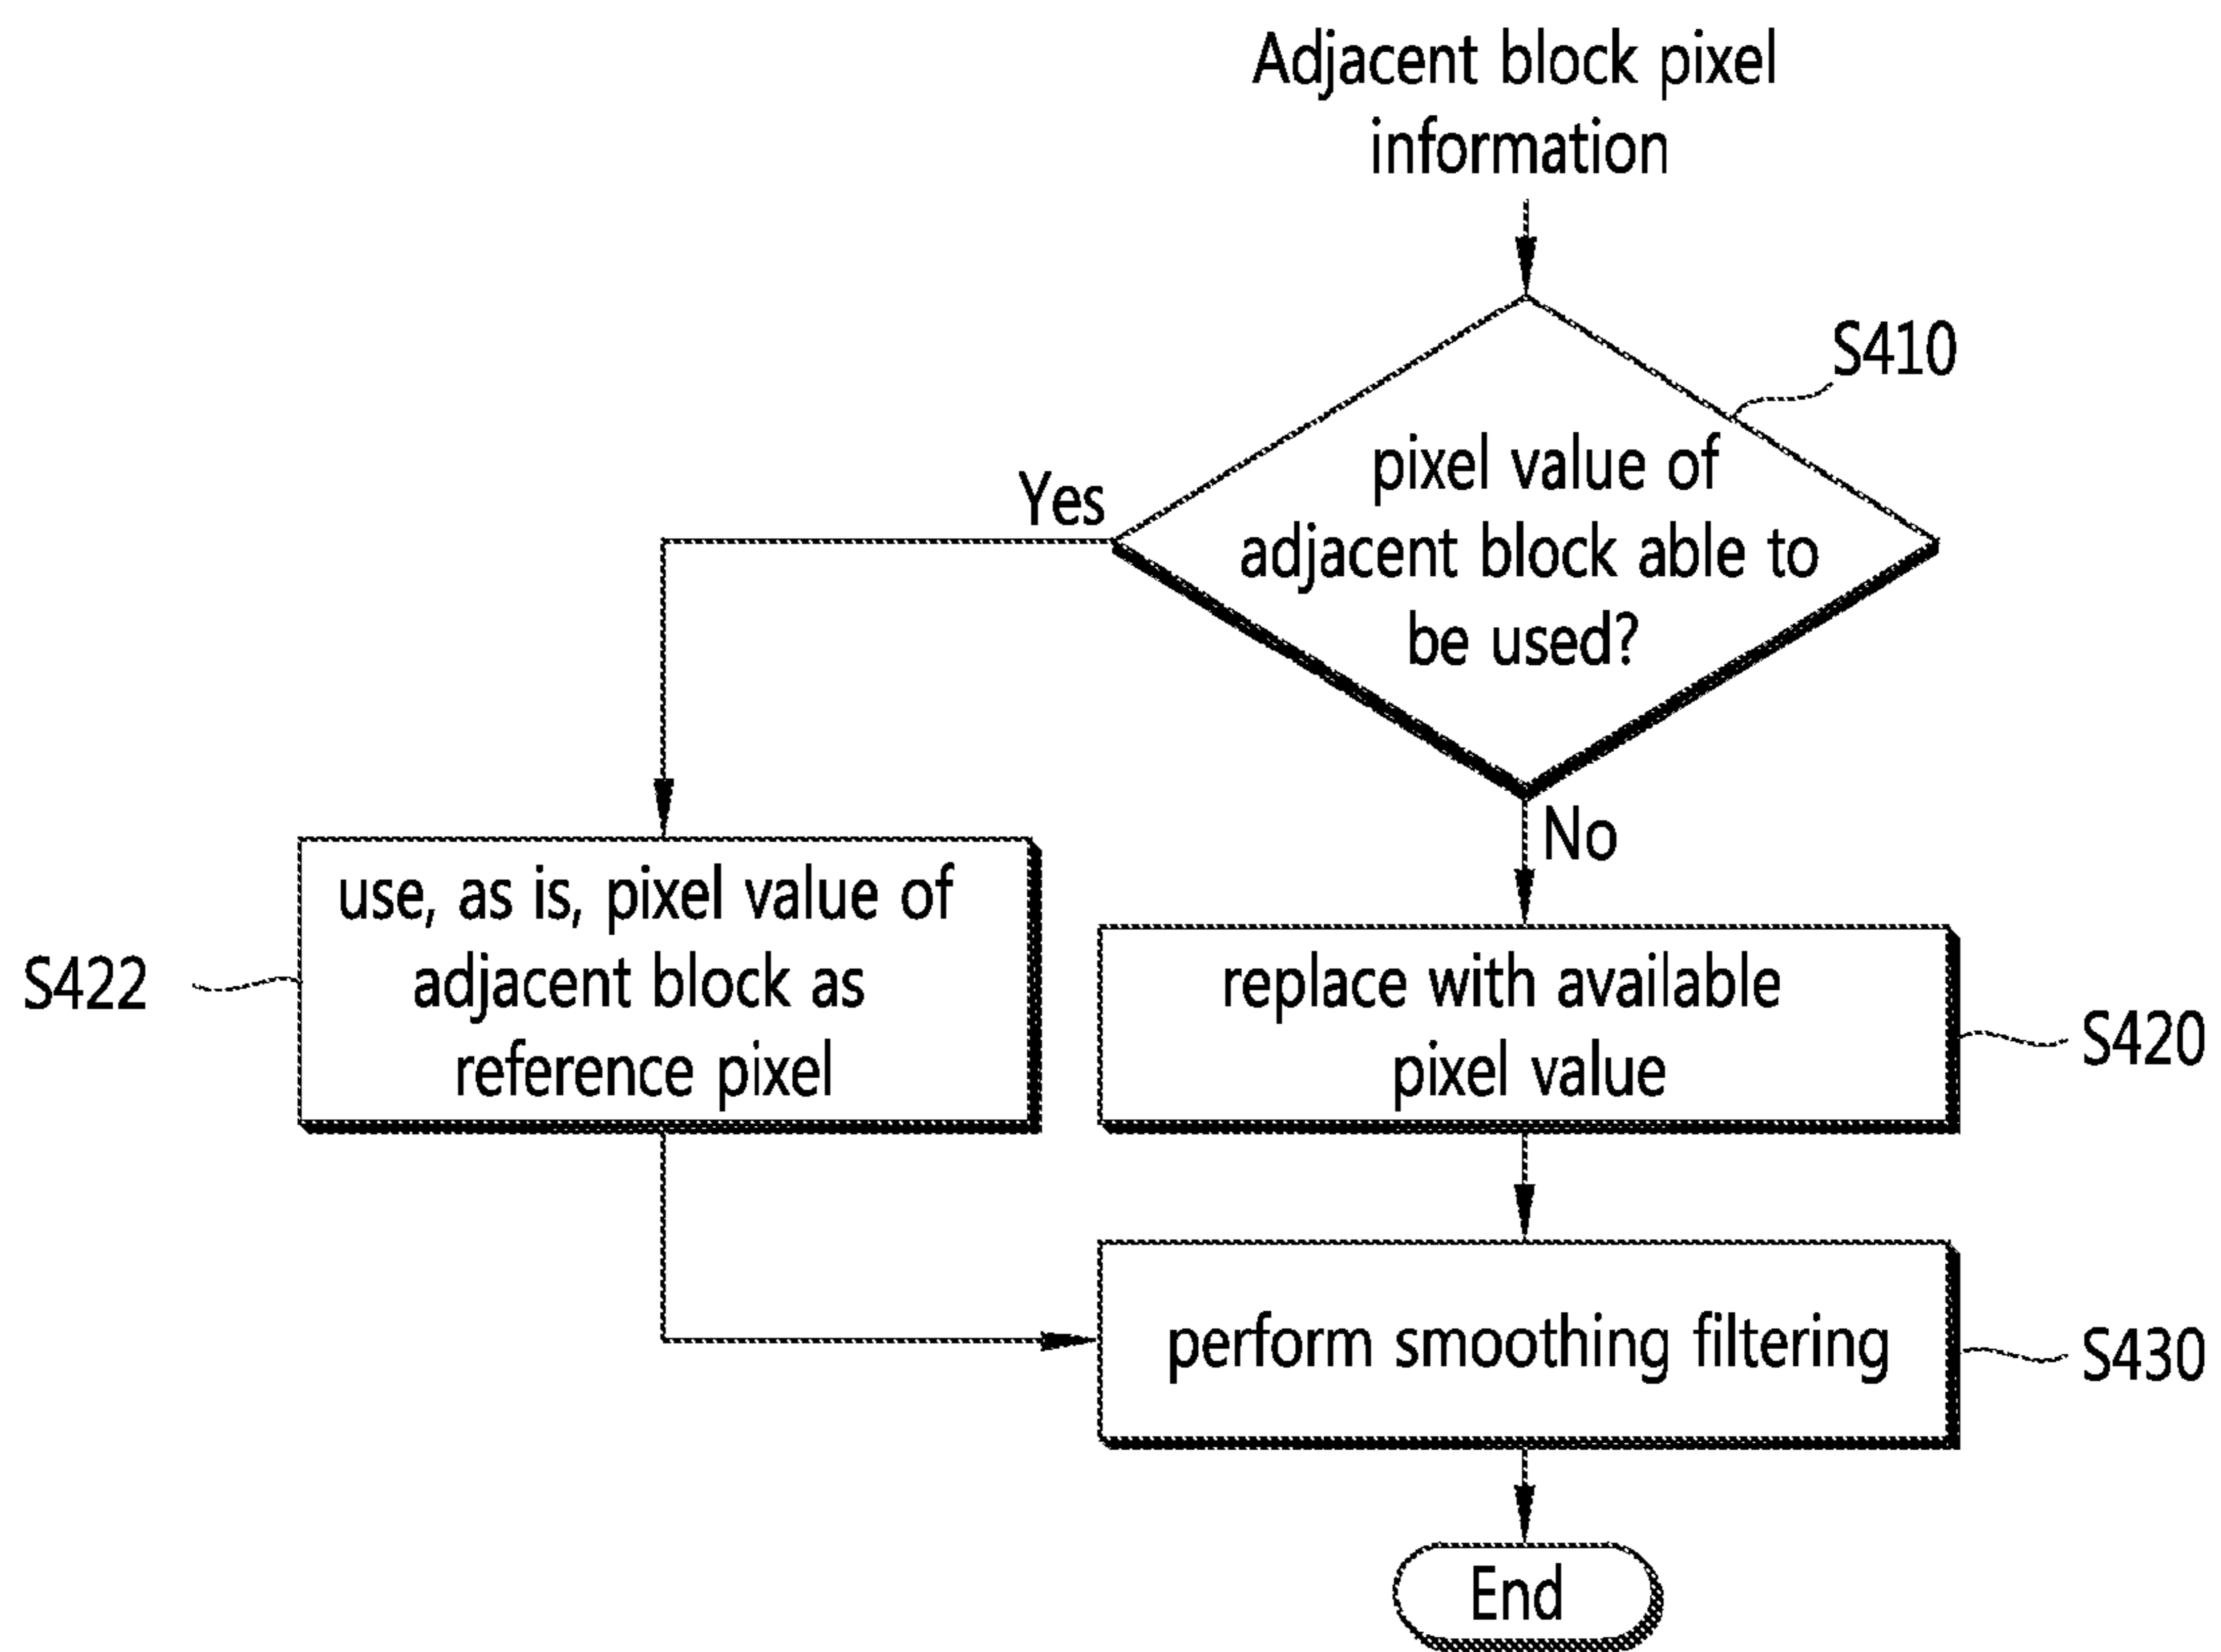 Adjacent block pixel
information
S410
pixel value of
adjacent block able to
be used?
Yes
No
use, as is, pixel value of
adjacent block as
reference pixel
S422
replace with available
pixel value
S420
perform smoothing filtering
S430
End